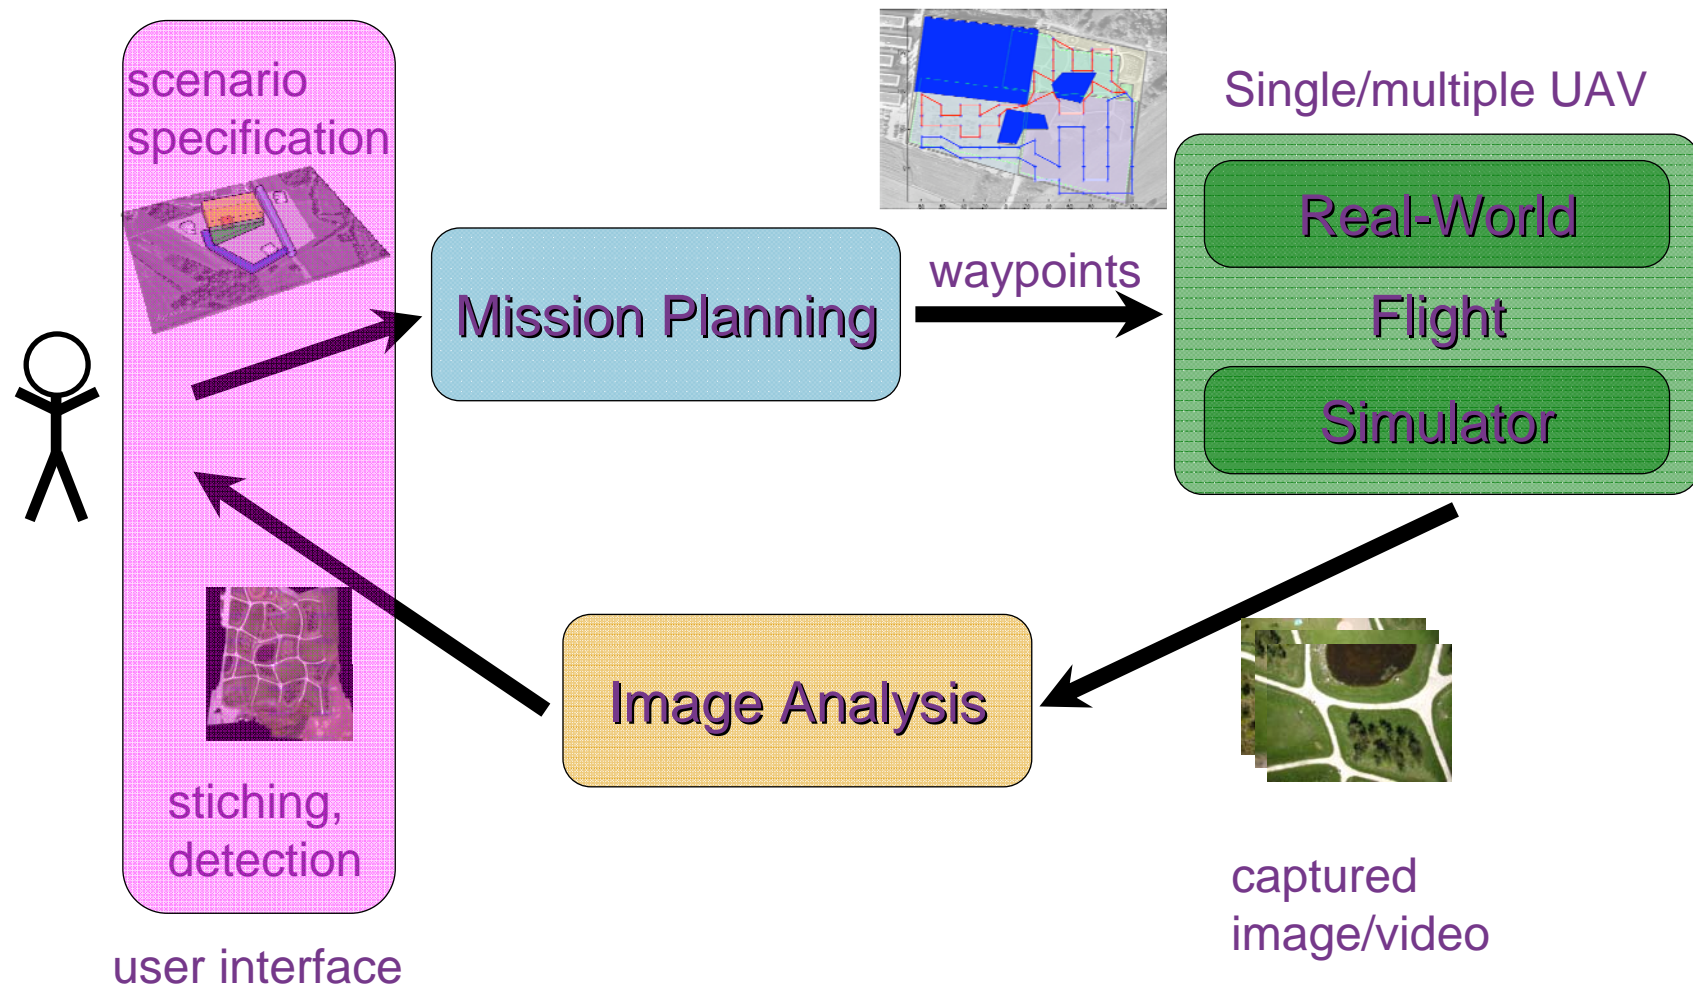 scenario
specification
Single/multiple UAV
Real-World
waypoints
Mission Planning
Flight
Simulator
Image Analysis
stiching,
detection
captured
image/video
user interface